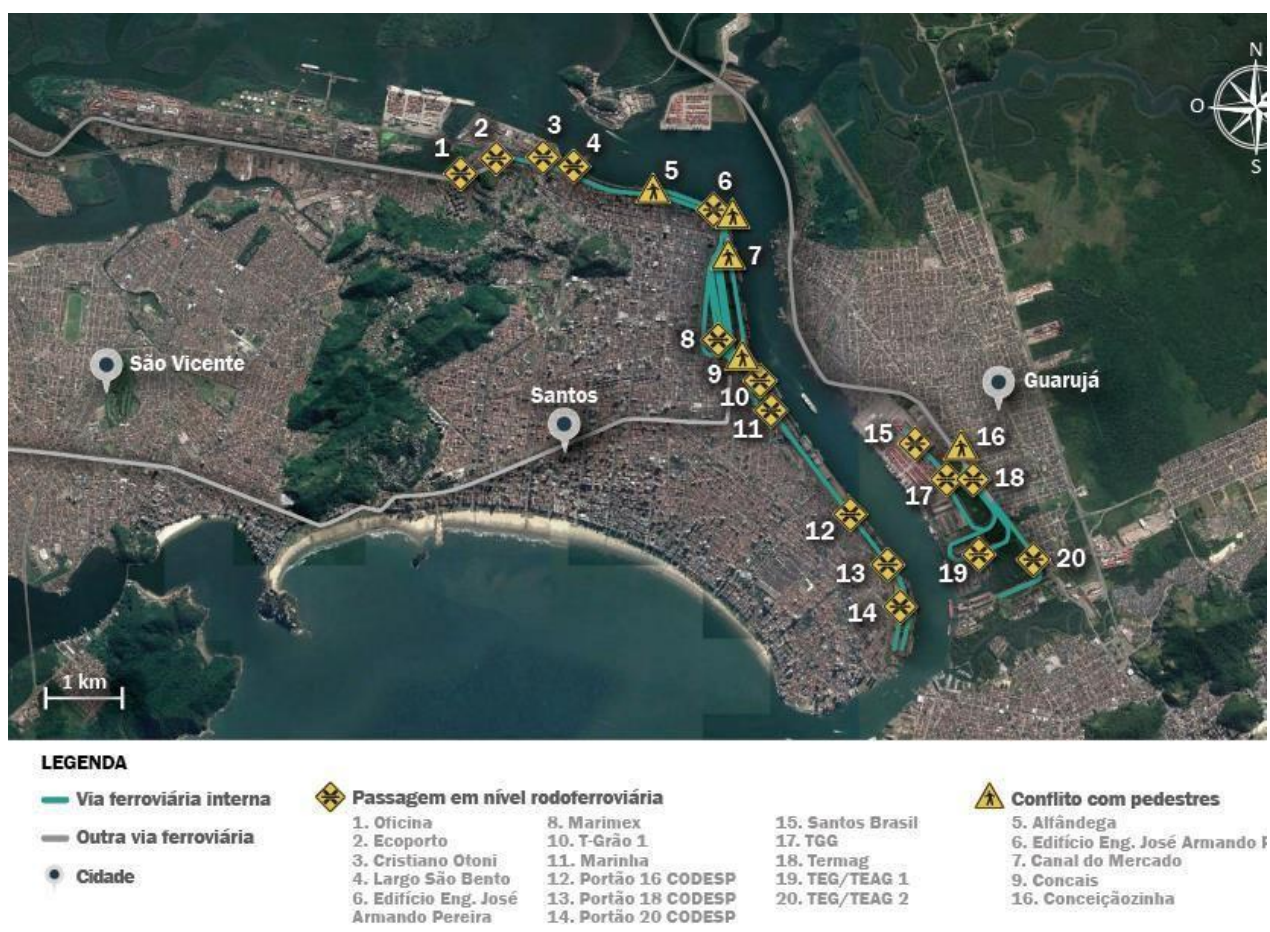 N
O
S
1
2
3
4
5
6
7
8
9
10
11
12
13
14
15
16
17
18
19
20
São Vicente
Santos
Guarujá
1 km
LEGENDA
Via ferroviária interna
Outra via ferroviária
Cidade
Passagem em nível rodoferroviária
1. Oficina
2. Ecoporto
3. Cristiano Otoni
4. Largo São Bento
6. Edifício Eng. José
Armando Pereira
8. Marimex
10. T-Grão 1
11. Marinha
12. Portão 16 CODESP
13. Portão 18 CODESP
14. Portão 20 CODESP
15. Santos Brasil
17. TGG
18. Termag
19. TEG/TEAG 1
20. TEG/TEAG 2
Conflito com pedestres
5. Alfândega
6. Edifício Eng. José Armando P
7. Canal do Mercado
9. Concais
16. Conceiçãozinha